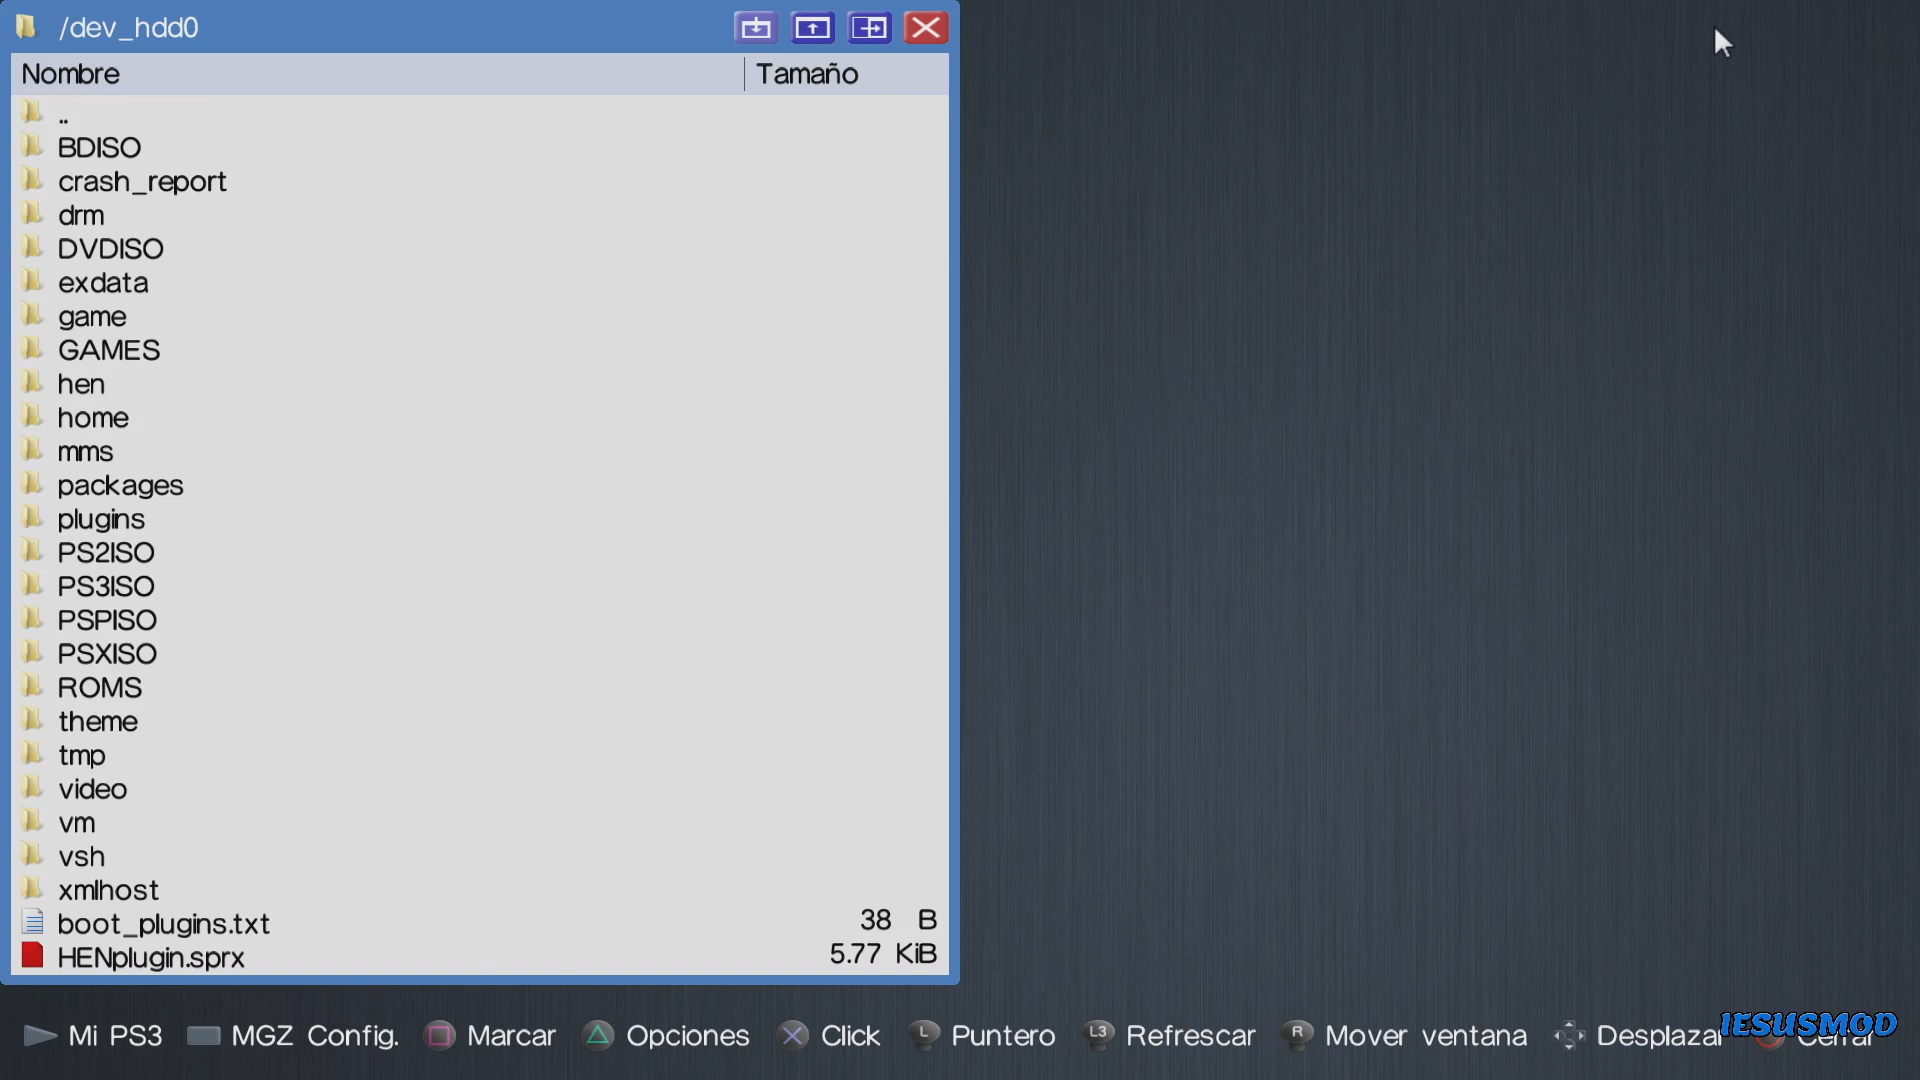 /dev_hdd0
Nombre Tamaño
..
BDISO
crash_report
drm
DVDISO
exdata
game
GAMES
hen
home
mms
packages
plugins
PS2ISO
PS3ISO
PSPISO
PSXISO
ROMS
theme
tmp
video
vm
vsh
xmlhost
boot_plugins.txt 38 B
HENplugin.sprx 5.77 KiB
Mi PS3 MGZ Config. Marcar Opciones Click L Puntero L3 Refrescar R Mover ventana Desplazar Cerrar
IESUSMOD